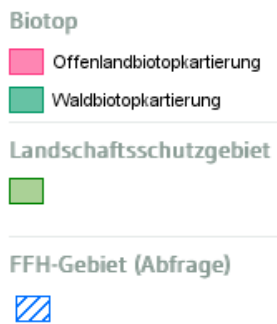 Biotop
Offenlandbiotopkartierung
Waldbiotopkartierung
Landschaftsschutzgebiet
FFH-Gebiet (Abfrage)